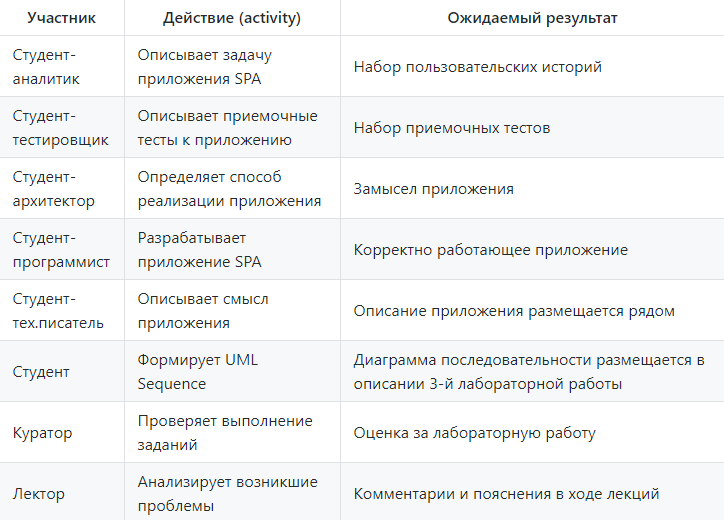 Участник Действие (activity) Ожидаемый результат
Студент-
аналитик
Описывает задачу
приложения SPA
Набор пользовательских историй
Студент-
тестировщик
Описывает приемочные
тесты к приложению
Набор приемочных тестов
Студент-
архитектор
Определяет способ
реализации приложения
Замысел приложения
Студент-
программист
Разрабатывает
приложение SPA
Корректно работающее приложение
Студент-
тех.писатель
Описывает смысл
приложения
Описание приложения размещается рядом
Студент
Формирует UML
Sequence
Диаграмма последовательности размещается в
описании 3-й лабораторной работы
Куратор
Проверяет выполнение
заданий
Оценка за лабораторную работу
Лектор
Анализирует возникшие
проблемы
Комментарии и пояснения в ходе лекций